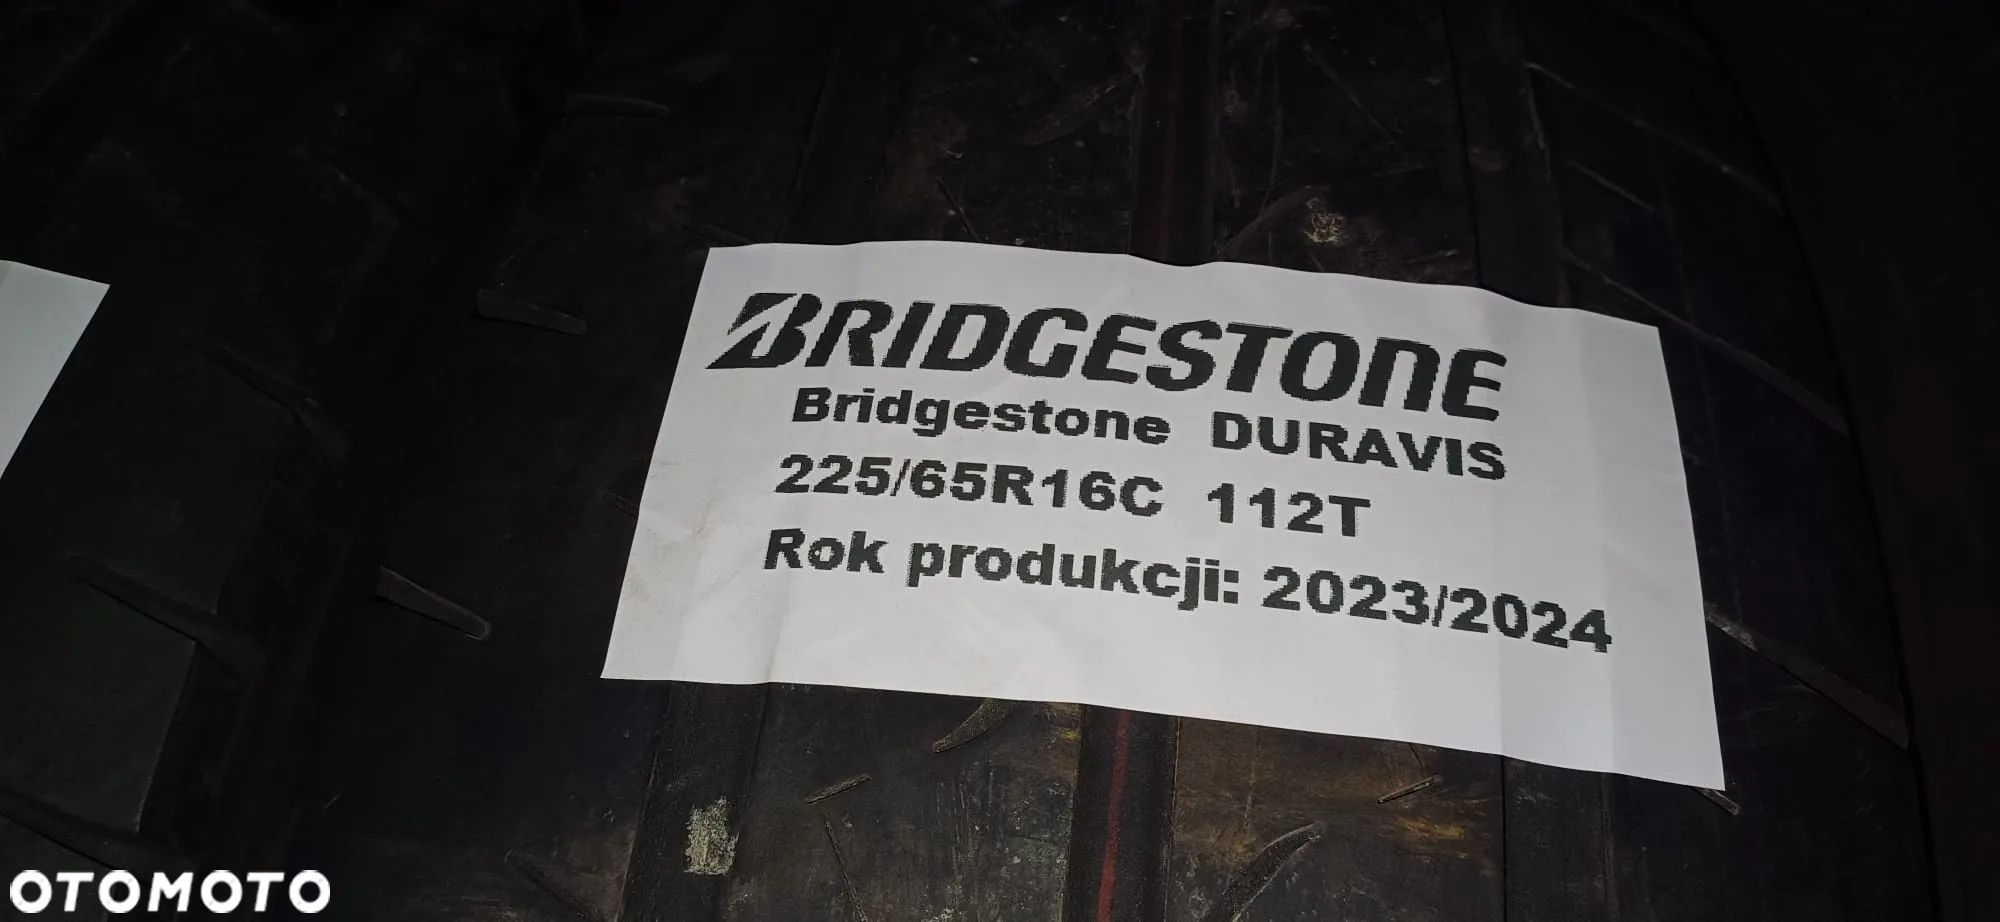 BRIDGESTONE
Bridgestone DURAVIS
225/65R16C 112T
Rok produkcji: 2023/2024
OTOMOTO